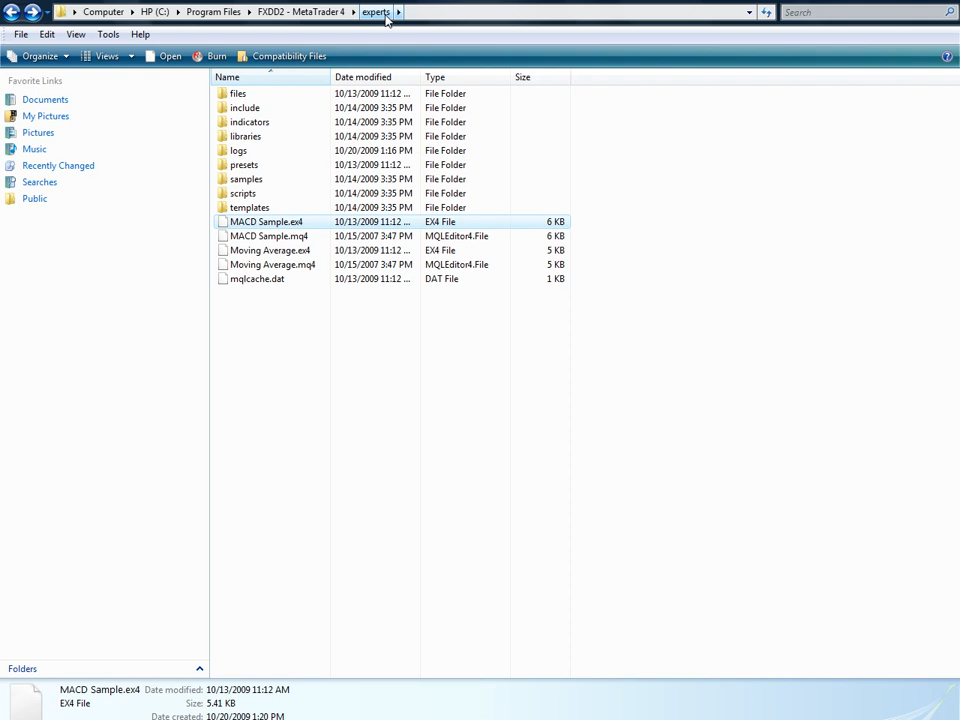 Computer HP (C:) Program Files FXDD2 - MetaTrader 4 experts Search
File Edit View Tools Help
Organize Views Open Burn Compatibility Files
Favorite Links
Documents
My Pictures
Pictures
Music
Recently Changed
Searches
Public
Folders
Name Date modified Type Size
files 10/13/2009 11:12 ... File Folder
include 10/14/2009 3:35 PM File Folder
indicators 10/14/2009 3:35 PM File Folder
libraries 10/14/2009 3:35 PM File Folder
logs 10/20/2009 1:16 PM File Folder
presets 10/13/2009 11:12 ... File Folder
samples 10/14/2009 3:35 PM File Folder
scripts 10/14/2009 3:35 PM File Folder
templates 10/14/2009 3:35 PM File Folder
MACD Sample.ex4 10/13/2009 11:12 ... EX4 File 6 KB
MACD Sample.mq4 10/15/2007 3:47 PM MQLEditor4.File 6 KB
Moving Average.ex4 10/13/2009 11:12 ... EX4 File 5 KB
Moving Average.mq4 10/15/2007 3:47 PM MQLEditor4.File 5 KB
mqlcache.dat 10/13/2009 11:12 ... DAT File 1 KB
MACD Sample.ex4 Date modified: 10/13/2009 11:12 AM
EX4 File Size: 5.41 KB
Date created: 10/20/2009 1:20 PM